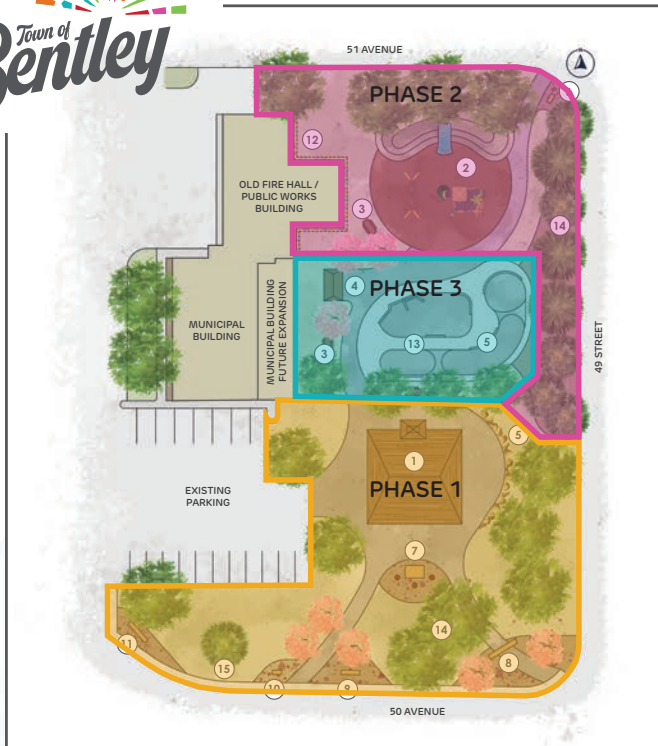 Town of
Bentley
51 AVENUE
PHASE 2
12
2
OLD FIRE HALL /
PUBLIC WORKS
BUILDING
3
14
4
PHASE 3
MUNICIPAL BUILDING
FUTURE EXPANSION
MUNICIPAL
BUILDING
13
5
3
49 STREET
5
1
PHASE 1
EXISTING
PARKING
7
14
11
15
8
10
9
50 AVENUE